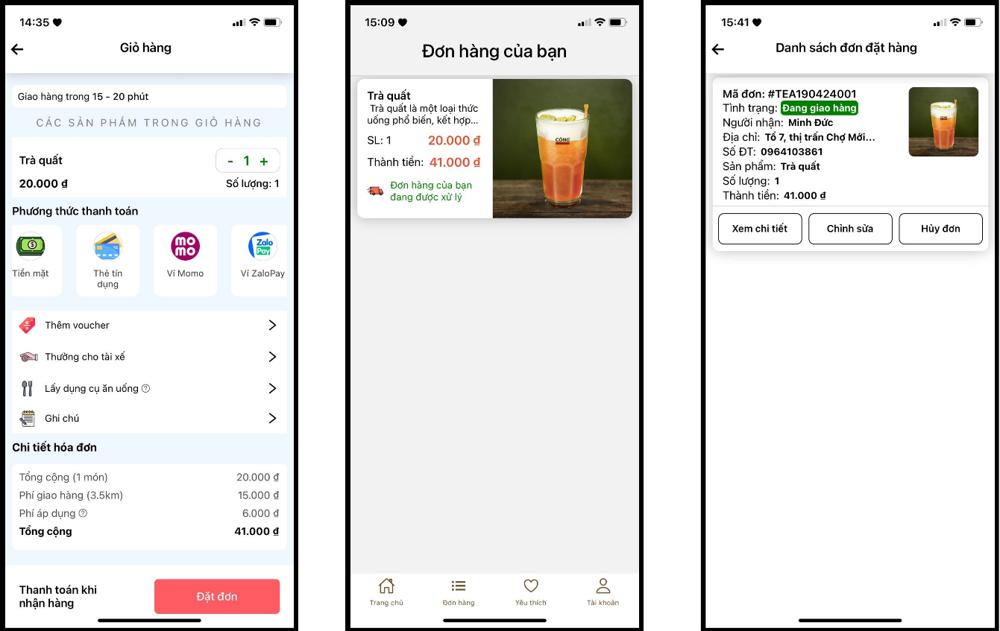 14:35
Giỏ hàng
Giao hàng trong 15 - 20 phút
CÁC SẢN PHẨM TRONG GIỎ HÀNG
Trà quất
- 1 +
20.000 đ
Số lượng: 1
Phương thức thanh toán
Tiền mặt
Thẻ tín
dụng
mo
mo
Ví Momo
Zalo
Pay
Ví ZaloPay
Thêm voucher
Thưởng cho tài xế
Lấy dụng cụ ăn uống ?
Ghi chú
Chi tiết hóa đơn
Tổng cộng (1 món) 20.000 đ
Phí giao hàng (3.5km) 15.000 đ
Phí áp dụng ? 6.000 đ
Tổng cộng 41.000 đ
Thanh toán khi
nhận hàng
Đặt đơn
15:09
Đơn hàng của bạn
Trà quất
Trà quất là một loại thức
uống phổ biến, kết hợp...
SL: 1 20.000 đ
Thành tiền: 41.000 đ
Đơn hàng của bạn
đang được xử lý
CỘNG
Trang chủ
Đơn hàng
Yêu thích
Tài khoản
15:41
Danh sách đơn đặt hàng
Mã đơn: #TEA190424001
Tình trạng: Đang giao hàng
Người nhận: Minh Đức
Địa chỉ: Tổ 7, thị trấn Chợ Mới...
Số ĐT: 0964103861
Sản phẩm: Trà quất
Số lượng: 1
Thành tiền: 41.000 đ
CỘNG
Xem chi tiết
Chỉnh sửa
Hủy đơn